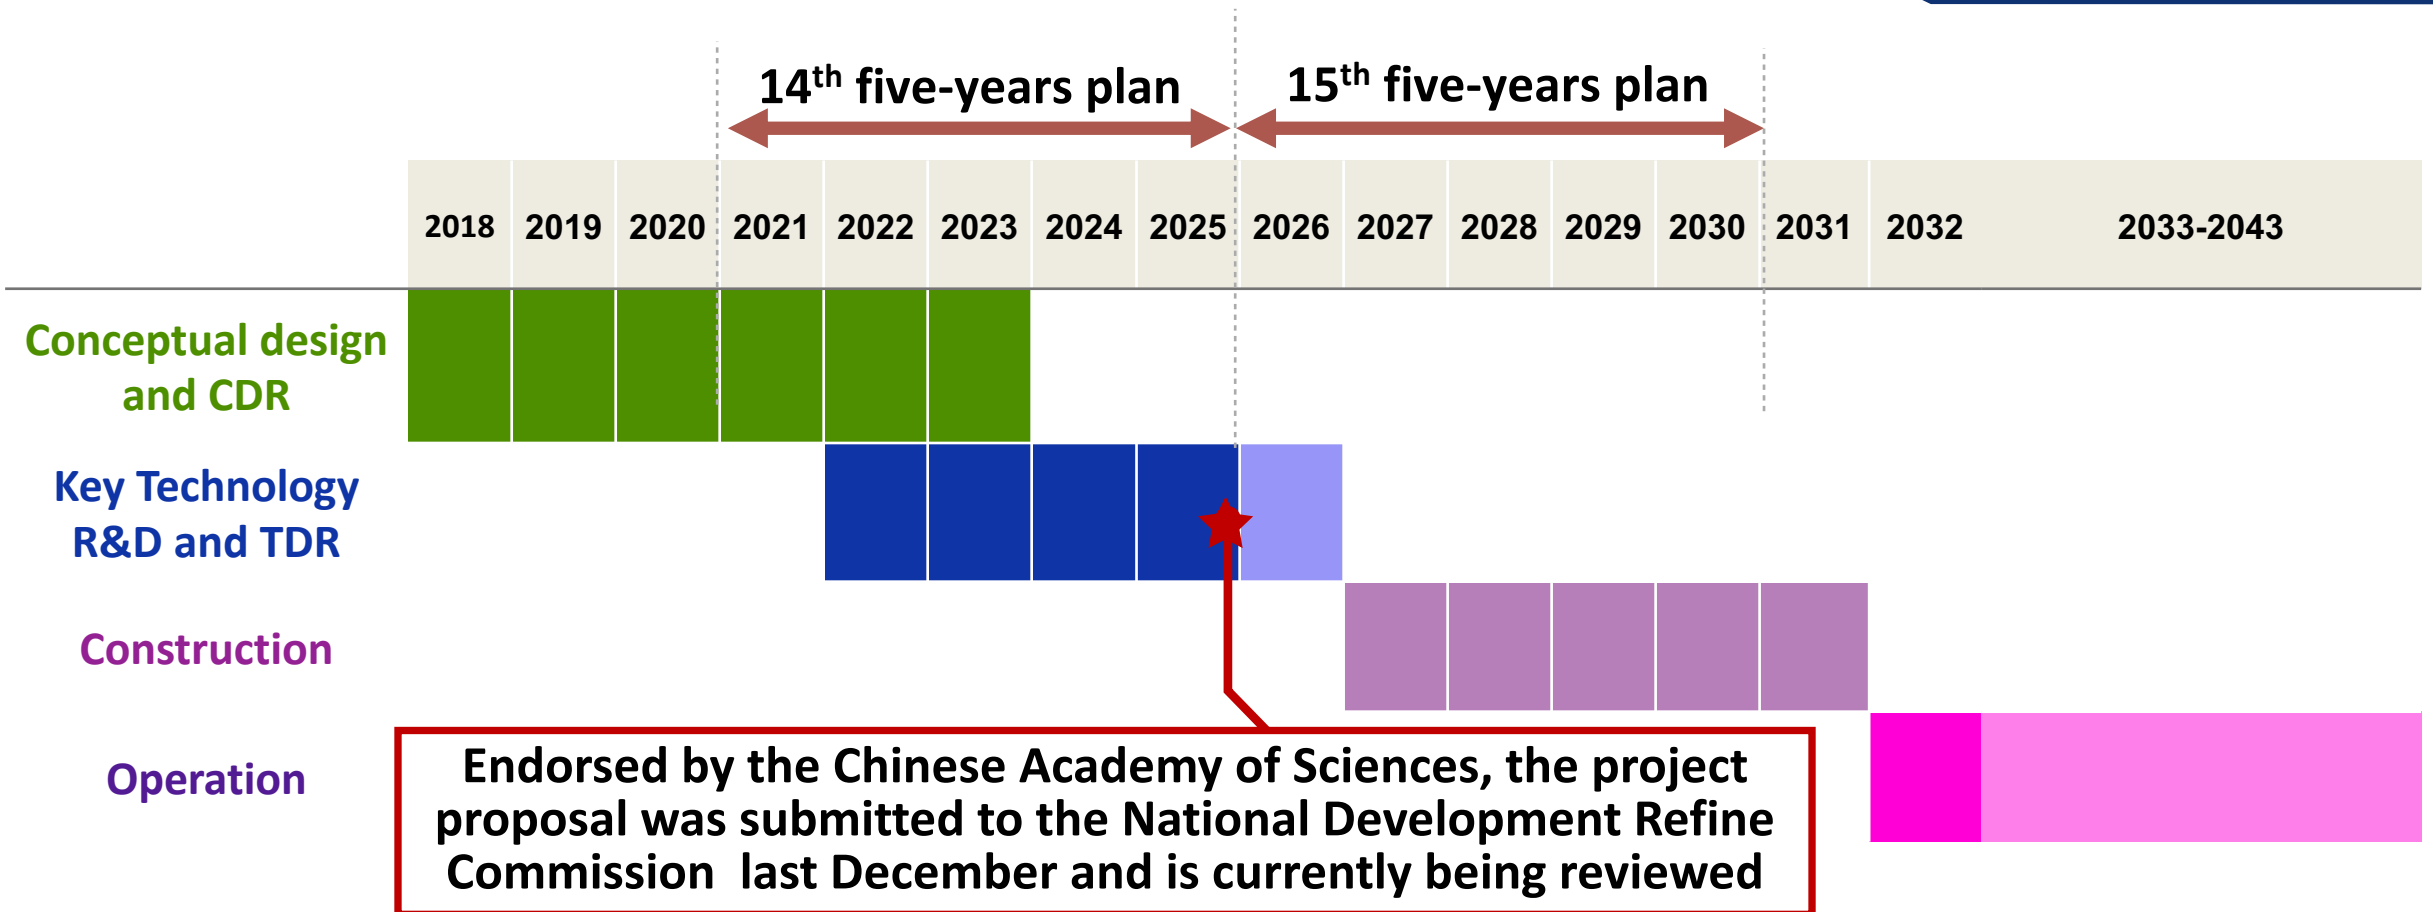 14th five-years plan
15th five-years plan
2018 2019 2020 2021 2022 2023 2024 2025 2026 2027 2028 2029 2030 2031 2032 2033-2043
Conceptual design
and CDR
Key Technology
R&D and TDR
Construction
Operation
Endorsed by the Chinese Academy of Sciences, the project
proposal was submitted to the National Development Refine
Commission last December and is currently being reviewed